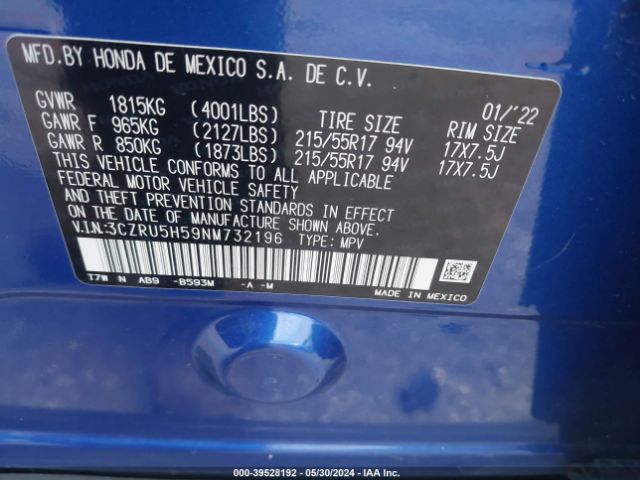 MFD.BY HONDA DE MEXICO S.A. DE C.V.
01/'22
GVWR 1815KG (4001LBS) TIRE SIZE RIM SIZE
GAWR F 965KG (2127LBS) 215/55R17 94V 17X7.5J
GAWR R 850KG (1873LBS) 215/55R17 94V 17X7.5J
THIS VEHICLE CONFORMS TO ALL APPLICABLE
FEDERAL MOTOR VEHICLE SAFETY
AND THEFT PREVENTION STANDARDS IN EFFECT
ON THE DATE OF MANUFACTURE SHOWN ABOVE.
V.I.N:3CZRU5H59NM732196 TYPE: MPV
T7W N AB9 -B593M -A -M
MADE IN MEXICO
000-39528192 - 05/30/2024 - IAA Inc.